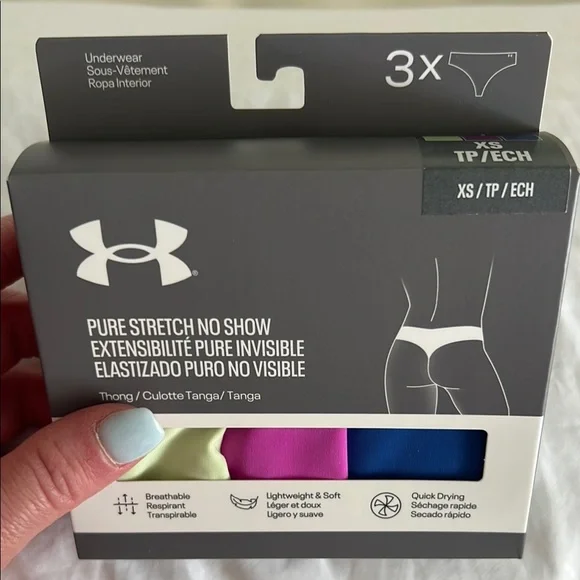 Underwear
Sous-Vêtement
Ropa Interior
3x
XS
TP/ECH
XS / TP / ECH
PURE STRETCH NO SHOW
EXTENSIBILITÉ PURE INVISIBLE
ELASTIZADO PURO NO VISIBLE
Thong / Culotte Tanga / Tanga
Breathable
Respirant
Transpirable
Lightweight & Soft
Léger et doux
Ligero y suave
Quick Drying
Séchage rapide
Secado rápido